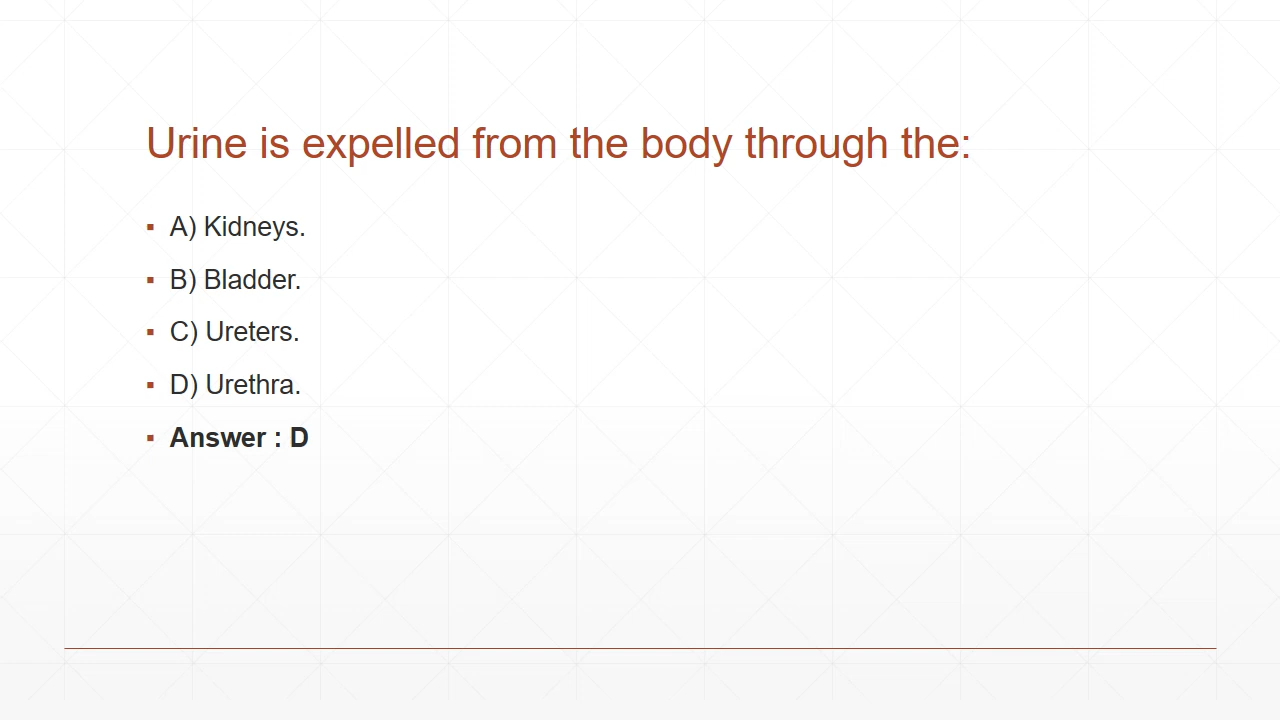 Urine is expelled from the body through the:
▪ A) Kidneys.
▪ B) Bladder.
▪ C) Ureters.
▪ D) Urethra.
▪ Answer : D